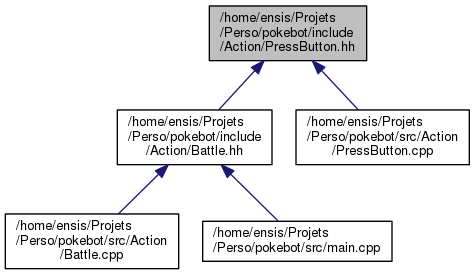 /home/ensis/Projets
/Perso/pokebot/include
/Action/PressButton.hh
/home/ensis/Projets
/Perso/pokebot/include
/Action/Battle.hh
/home/ensis/Projets
/Perso/pokebot/src/Action
/PressButton.cpp
/home/ensis/Projets
/Perso/pokebot/src/Action
/Battle.cpp
/home/ensis/Projets
/Perso/pokebot/src/main.cpp